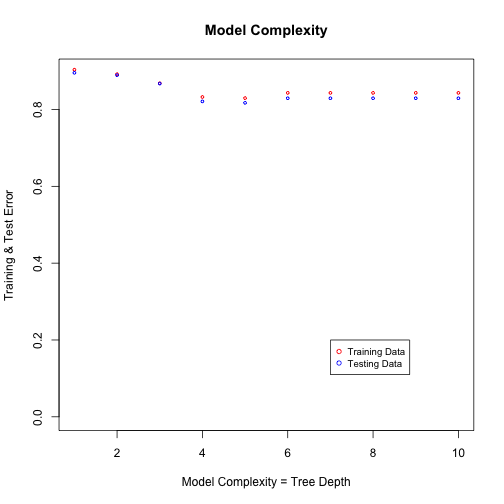 Model Complexity
Training & Test Error
0.8
0.6
0.4
0.2
0.0
Training Data
Testing Data
2 4 6 8 10
Model Complexity = Tree Depth